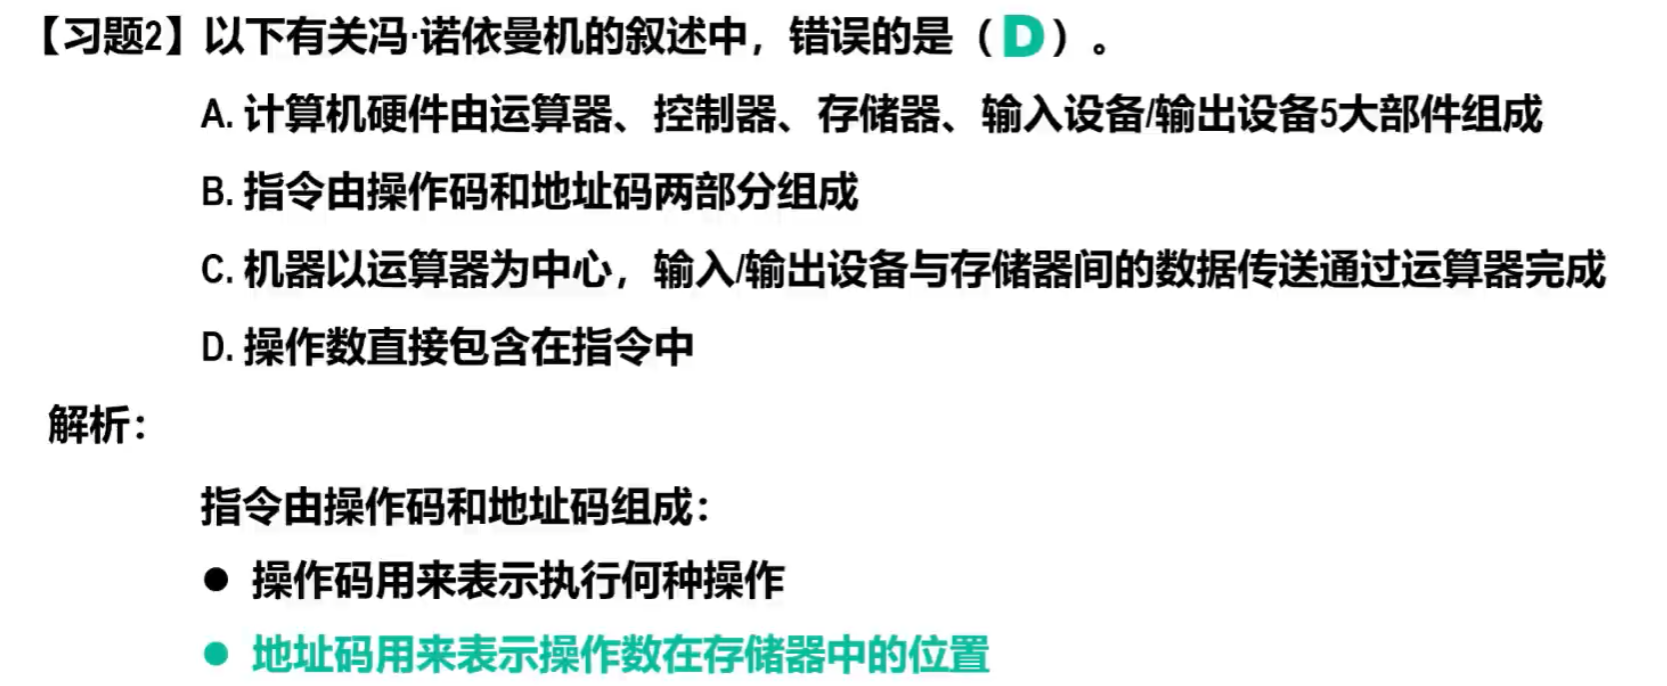 【习题2】以下有关冯·诺依曼机的叙述中，错误的是（D）。
A. 计算机硬件由运算器、控制器、存储器、输入设备/输出设备5大部件组成
B. 指令由操作码和地址码两部分组成
C. 机器以运算器为中心，输入/输出设备与存储器间的数据传送通过运算器完成
D. 操作数直接包含在指令中
解析：
指令由操作码和地址码组成：
● 操作码用来表示执行何种操作
● 地址码用来表示操作数在存储器中的位置